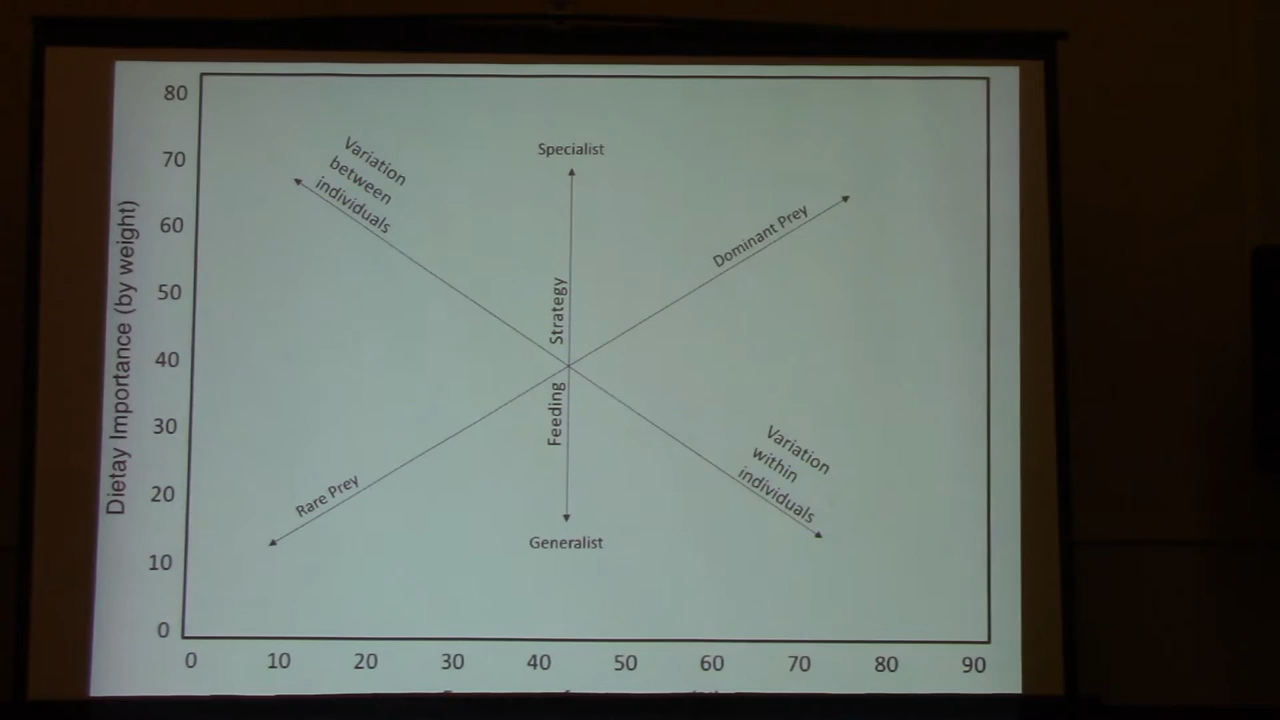 80
70
60
50
40
30
20
10
0
Dietay Importance (by weight)
Variation
between
individuals
Specialist
Dominant Prey
Strategy
Feeding
Rare Prey
Variation
within
individuals
Generalist
0 10 20 30 40 50 60 70 80 90